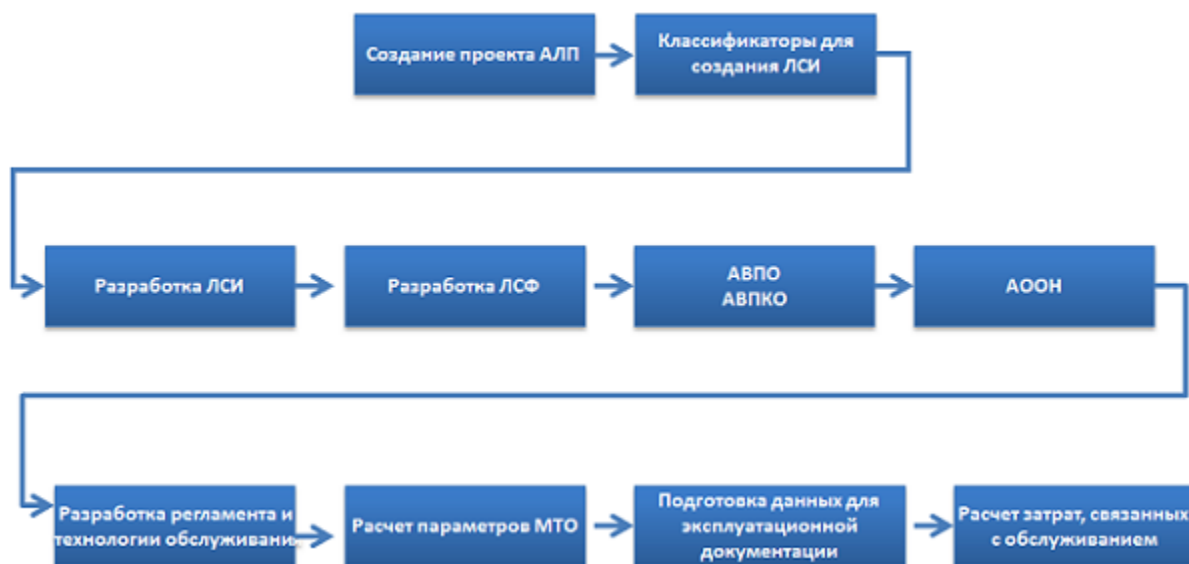 Создание проекта АЛП
Классификаторы для
создания ЛСИ
Разработка ЛСИ
Разработка ЛСФ
АВПО
АВПКО
АООН
Разработка регламента и
технологии обслуживани
Расчет параметров МТО
Подготовка данных для
эксплуатационной
документации
Расчет затрат, связанных
с обслуживанием